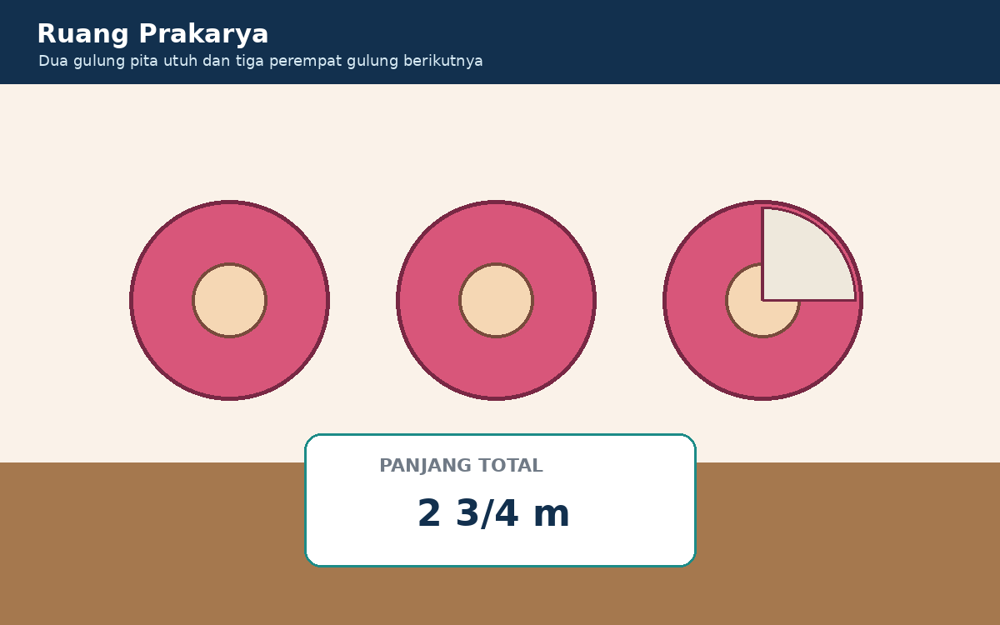 Ruang Prakarya
Dua gulung pita utuh dan tiga perempat gulung berikutnya
PANJANG TOTAL
2 3/4 m